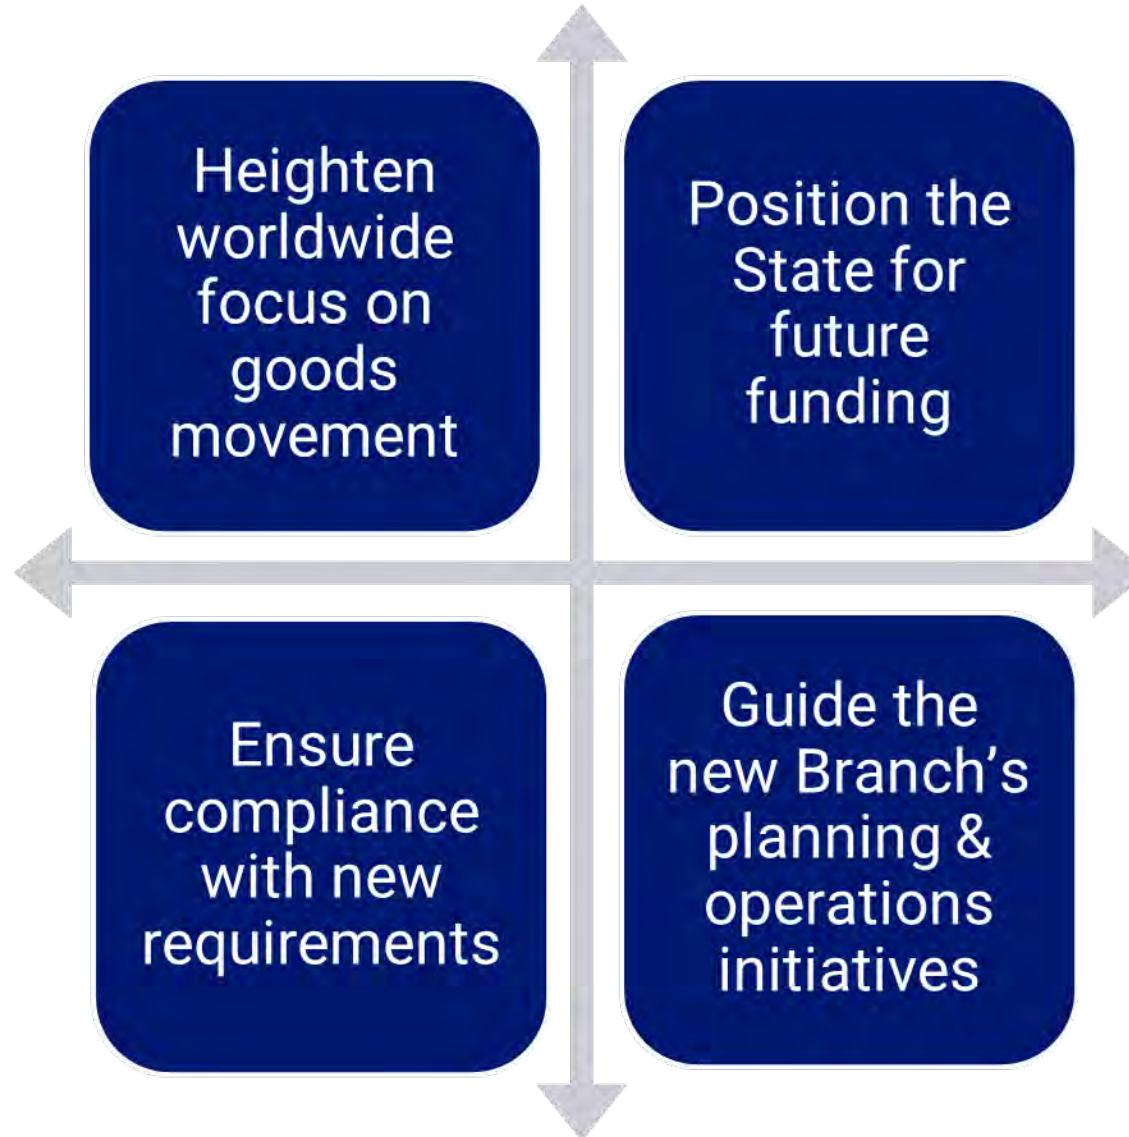 Heighten
worldwide
focus on
goods
movement
Position the
State for
future
funding
Ensure
compliance
with new
requirements
Guide the
new Branch’s
planning &
operations
initiatives